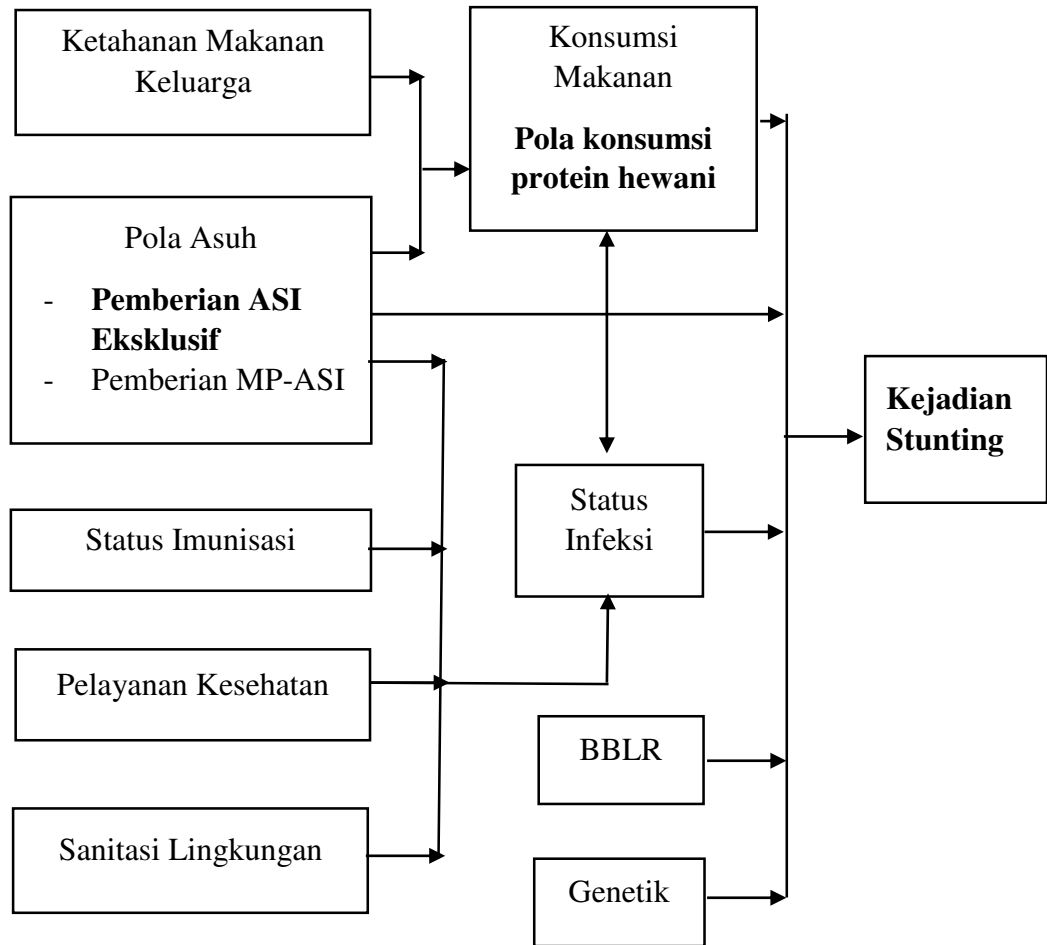 Ketahanan Makanan
Keluarga
Konsumsi
Makanan
Pola konsumsi
protein hewani
Pola Asuh
- Pemberian ASI
Eksklusif
- Pemberian MP-ASI
Kejadian
Stunting
Status
Infeksi
Status Imunisasi
Pelayanan Kesehatan
BBLR
Sanitasi Lingkungan
Genetik